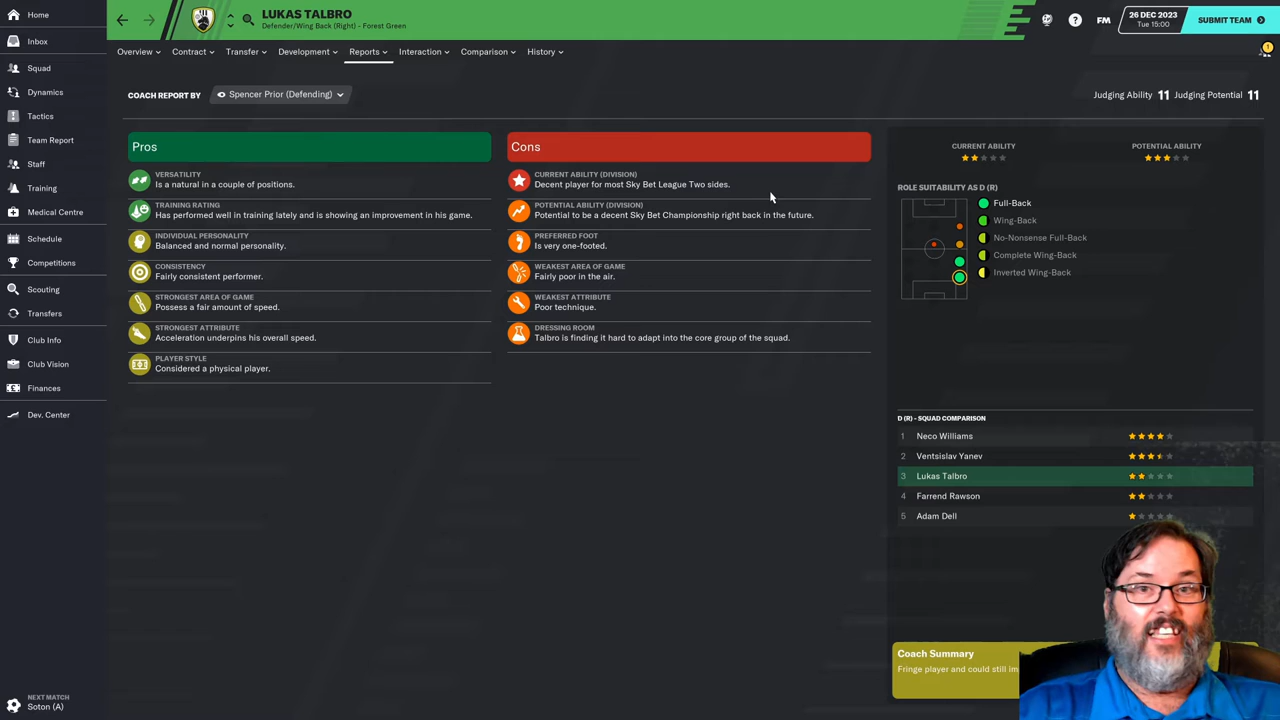 Home
Inbox
Squad
Dynamics
Tactics
Team Report
Staff
Training
Medical Centre
Schedule
Competitions
Scouting
Transfers
Club Info
Club Vision
Finances
Dev. Center
NEXT MATCH
Soton (A)
LUKAS TALBRO
Defender/Wing Back (Right) - Forest Green
? FM
26 DEC 2023
Tue 15:00
SUBMIT TEAM
Overview Contract Transfer Development Reports Interaction Comparison History
COACH REPORT BY Spencer Prior (Defending)
Judging Ability 11 Judging Potential 11
Pros
VERSATILITY
Is a natural in a couple of positions.
TRAINING RATING
Has performed well in training lately and is showing an improvement in his game.
INDIVIDUAL PERSONALITY
Balanced and normal personality.
CONSISTENCY
Fairly consistent performer.
STRONGEST AREA OF GAME
Possess a fair amount of speed.
STRONGEST ATTRIBUTE
Acceleration underpins his overall speed.
PLAYER STYLE
Considered a physical player.
Cons
CURRENT ABILITY (DIVISION)
Decent player for most Sky Bet League Two sides.
POTENTIAL ABILITY (DIVISION)
Potential to be a decent Sky Bet Championship right back in the future.
PREFERRED FOOT
Is very one-footed.
WEAKEST AREA OF GAME
Fairly poor in the air.
WEAKEST ATTRIBUTE
Poor technique.
DRESSING ROOM
Talbro is finding it hard to adapt into the core group of the squad.
CURRENT ABILITY
POTENTIAL ABILITY
ROLE SUITABILITY AS D (R)
Full-Back
Wing-Back
No-Nonsense Full-Back
Complete Wing-Back
Inverted Wing-Back
D (R) - SQUAD COMPARISON
1 Neco Williams
2 Ventsislav Yanev
3 Lukas Talbro
4 Farrend Rawson
5 Adam Dell
Coach Summary
Fringe player and could still im